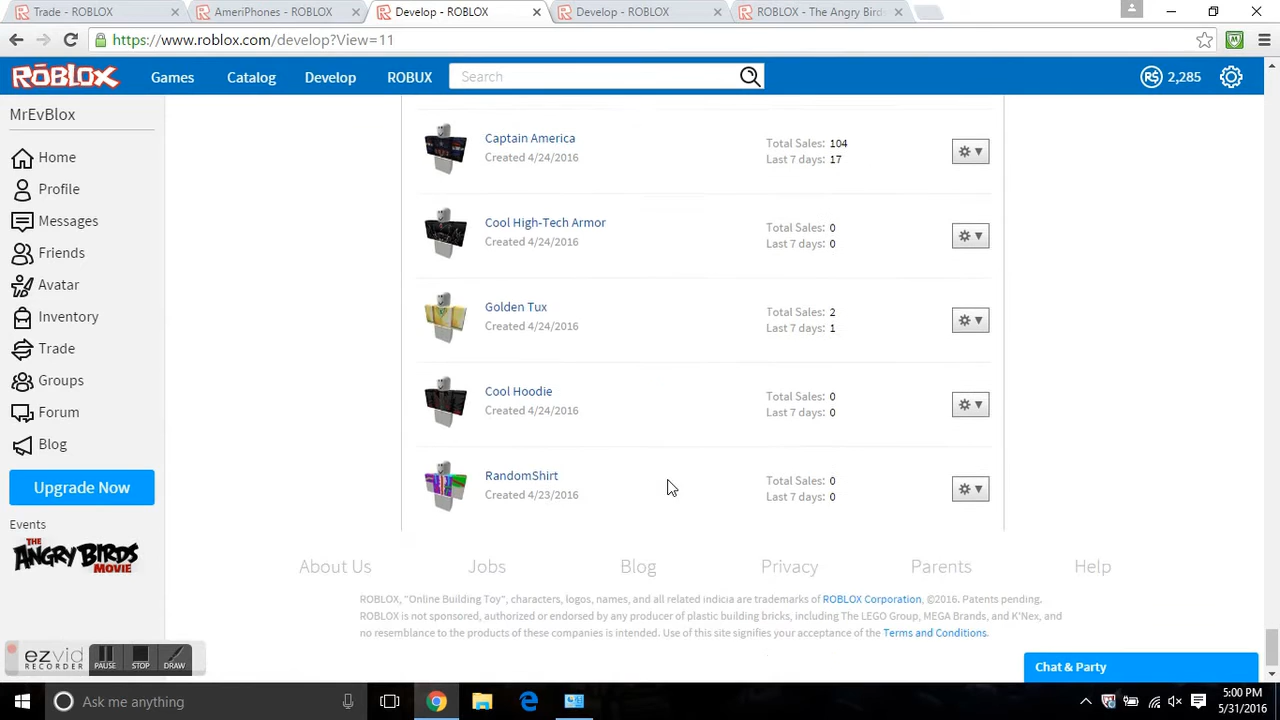 Trade - ROBLOX
AmeriPhones - ROBLOX
Develop - ROBLOX
Develop - ROBLOX
ROBLOX - The Angry Birds
https://www.roblox.com/develop?View=11
ROBLOX
Games
Catalog
Develop
ROBUX
Search
R$ 2,285
MrEvBlox
Home
Profile
Messages
Friends
Avatar
Inventory
Trade
Groups
Forum
Blog
Upgrade Now
Events
THE ANGRY BIRDS MOVIE
Captain America
Created 4/24/2016
Total Sales: 104
Last 7 days: 17
Cool High-Tech Armor
Created 4/24/2016
Total Sales: 0
Last 7 days: 0
Golden Tux
Created 4/24/2016
Total Sales: 2
Last 7 days: 1
Cool Hoodie
Created 4/24/2016
Total Sales: 0
Last 7 days: 0
RandomShirt
Created 4/23/2016
Total Sales: 0
Last 7 days: 0
About Us
Jobs
Blog
Privacy
Parents
Help
ROBLOX, "Online Building Toy", characters, logos, names, and all related indicia are trademarks of ROBLOX Corporation, ©2016. Patents pending.
ROBLOX is not sponsored, authorized or endorsed by any producer of plastic building bricks, including The LEGO Group, MEGA Brands, and K'Nex, and
no resemblance to the products of these companies is intended. Use of this site signifies your acceptance of the Terms and Conditions.
ezvid
RECORDER
PAUSE
STOP
DRAW
Chat & Party
Ask me anything
5:00 PM
5/31/2016